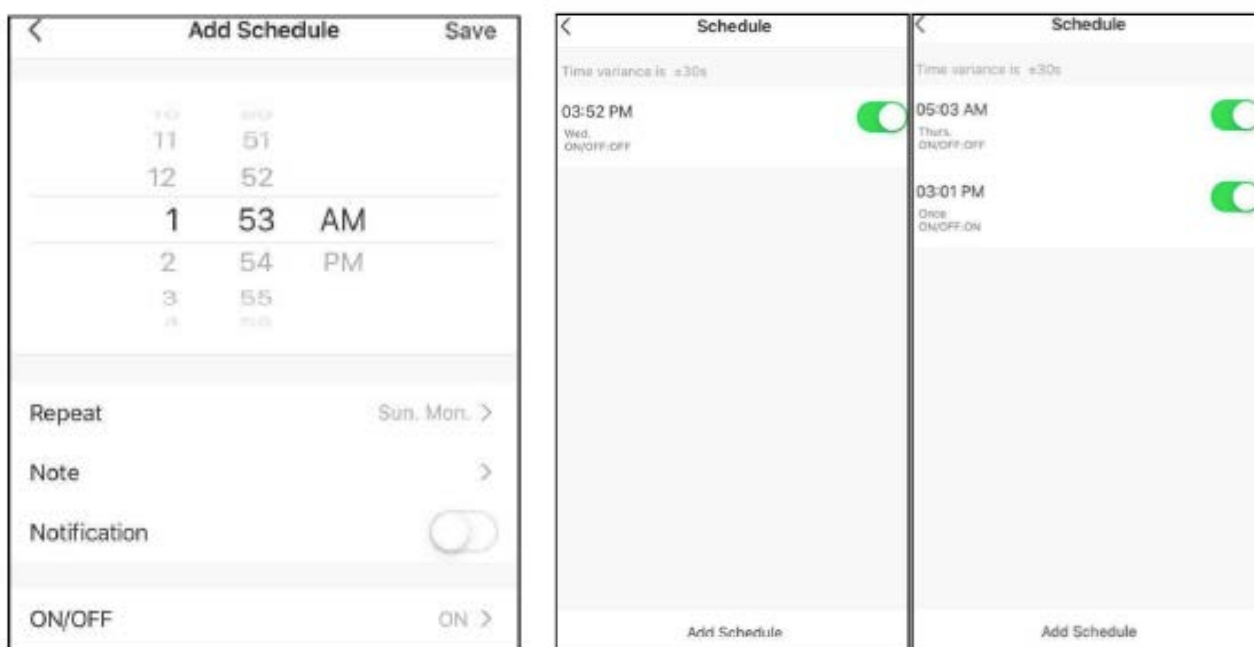 Add Schedule Save
11 51
12 52
1 53 AM
2 54 PM
3 55
Repeat Sun. Mon. >
Note >
Notification
ON/OFF ON >
Schedule
Time variance is ±30s
03:52 PM
Wed.
ON/OFF:OFF
Add Schedule
Schedule
Time variance is ±30s
05:03 AM
Thurs.
ON/OFF:OFF
03:01 PM
Once
ON/OFF:ON
Add Schedule